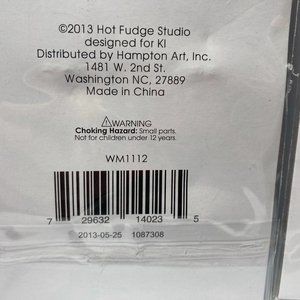 ©2013 Hot Fudge Studio
designed for KI
Distributed by Hampton Art, Inc.
1481 W. 2nd St.
Washington NC, 27889
Made in China
⚠WARNING
Choking Hazard: Small parts.
Not for children under 12 years.
WM1112
7 29632 14023 5
2013-05-25 1087308